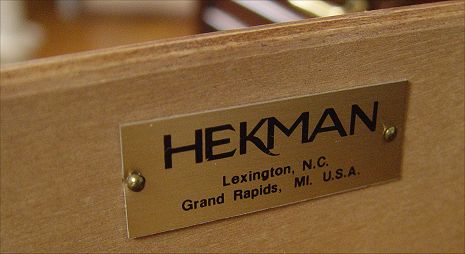 HEKMAN
Lexington, N.C.
Grand Rapids, MI. U.S.A.